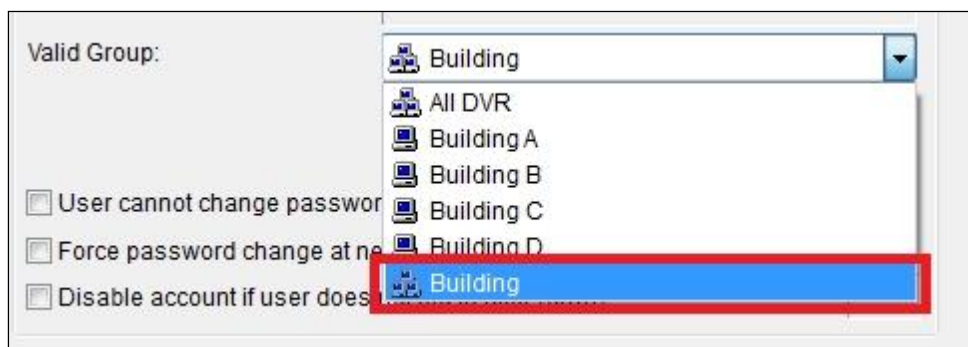 Valid Group:
Building
All DVR
Building A
Building B
Building C
User cannot change passwor
Building D
Force password change at ne
Building
Disable account if user does